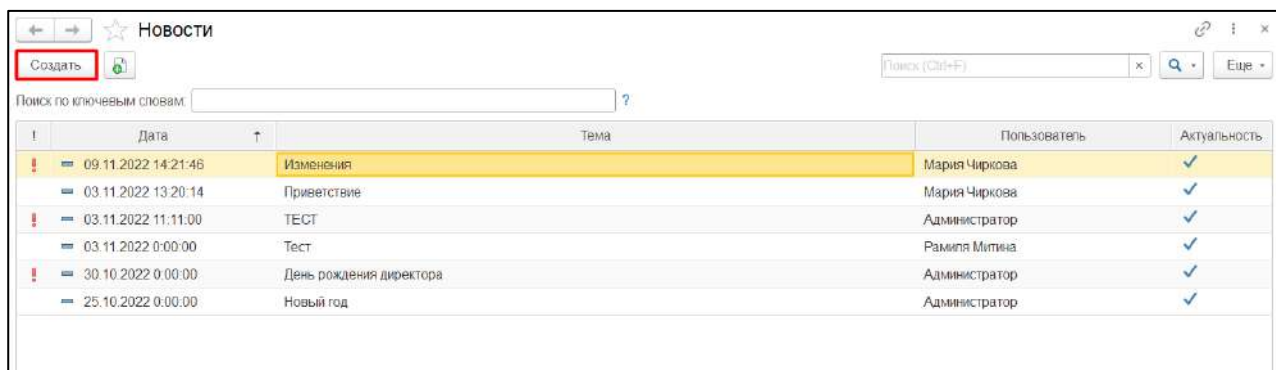 Новости
Создать Поиск (Ctrl+F) × Еще
Поиск по ключевым словам: ?
! Дата ↑ Тема Пользователь Актуальность
! 09.11.2022 14:21:46 Изменения Мария Чиркова
03.11.2022 13:20:14 Приветствие Мария Чиркова
! 03.11.2022 11:11:00 ТЕСТ Администратор
03.11.2022 0:00:00 Тест Рамиля Митина
! 30.10.2022 0:00:00 День рождения директора Администратор
25.10.2022 0:00:00 Новый год Администратор